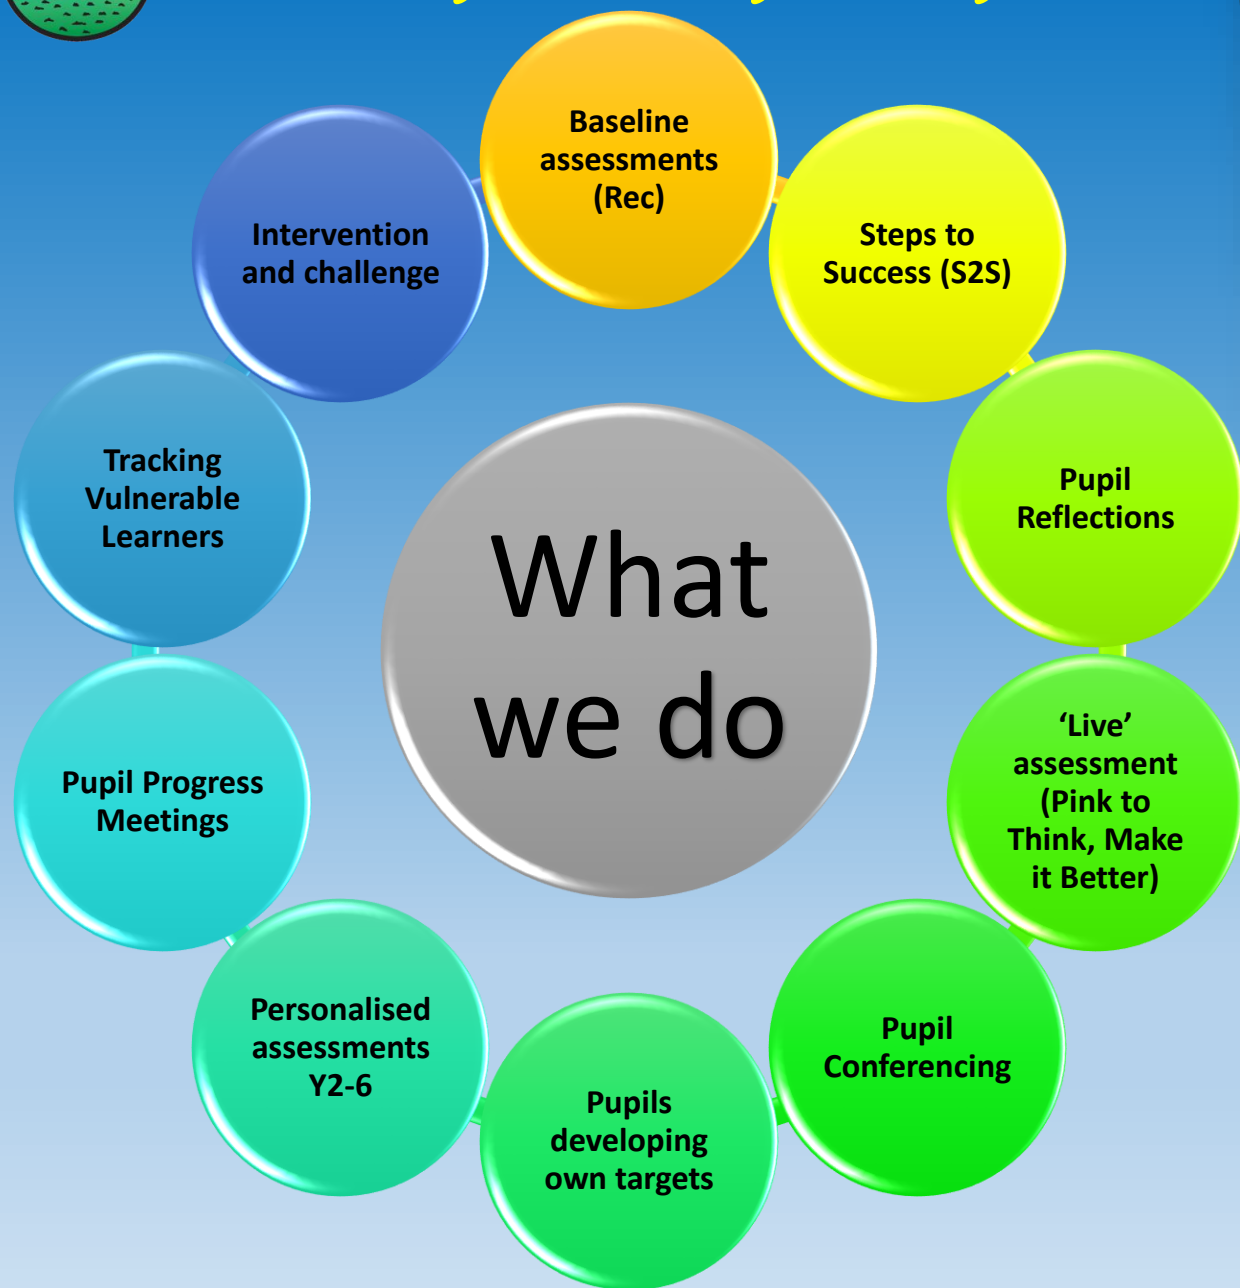 Baseline
assessments
(Rec)
Steps to
Success (S2S)
Pupil
Reflections
‘Live’
assessment
(Pink to
Think, Make
it Better)
Pupil
Conferencing
Pupils
developing
own targets
Personalised
assessments
Y2-6
Pupil Progress
Meetings
Tracking
Vulnerable
Learners
Intervention
and challenge
What
we do